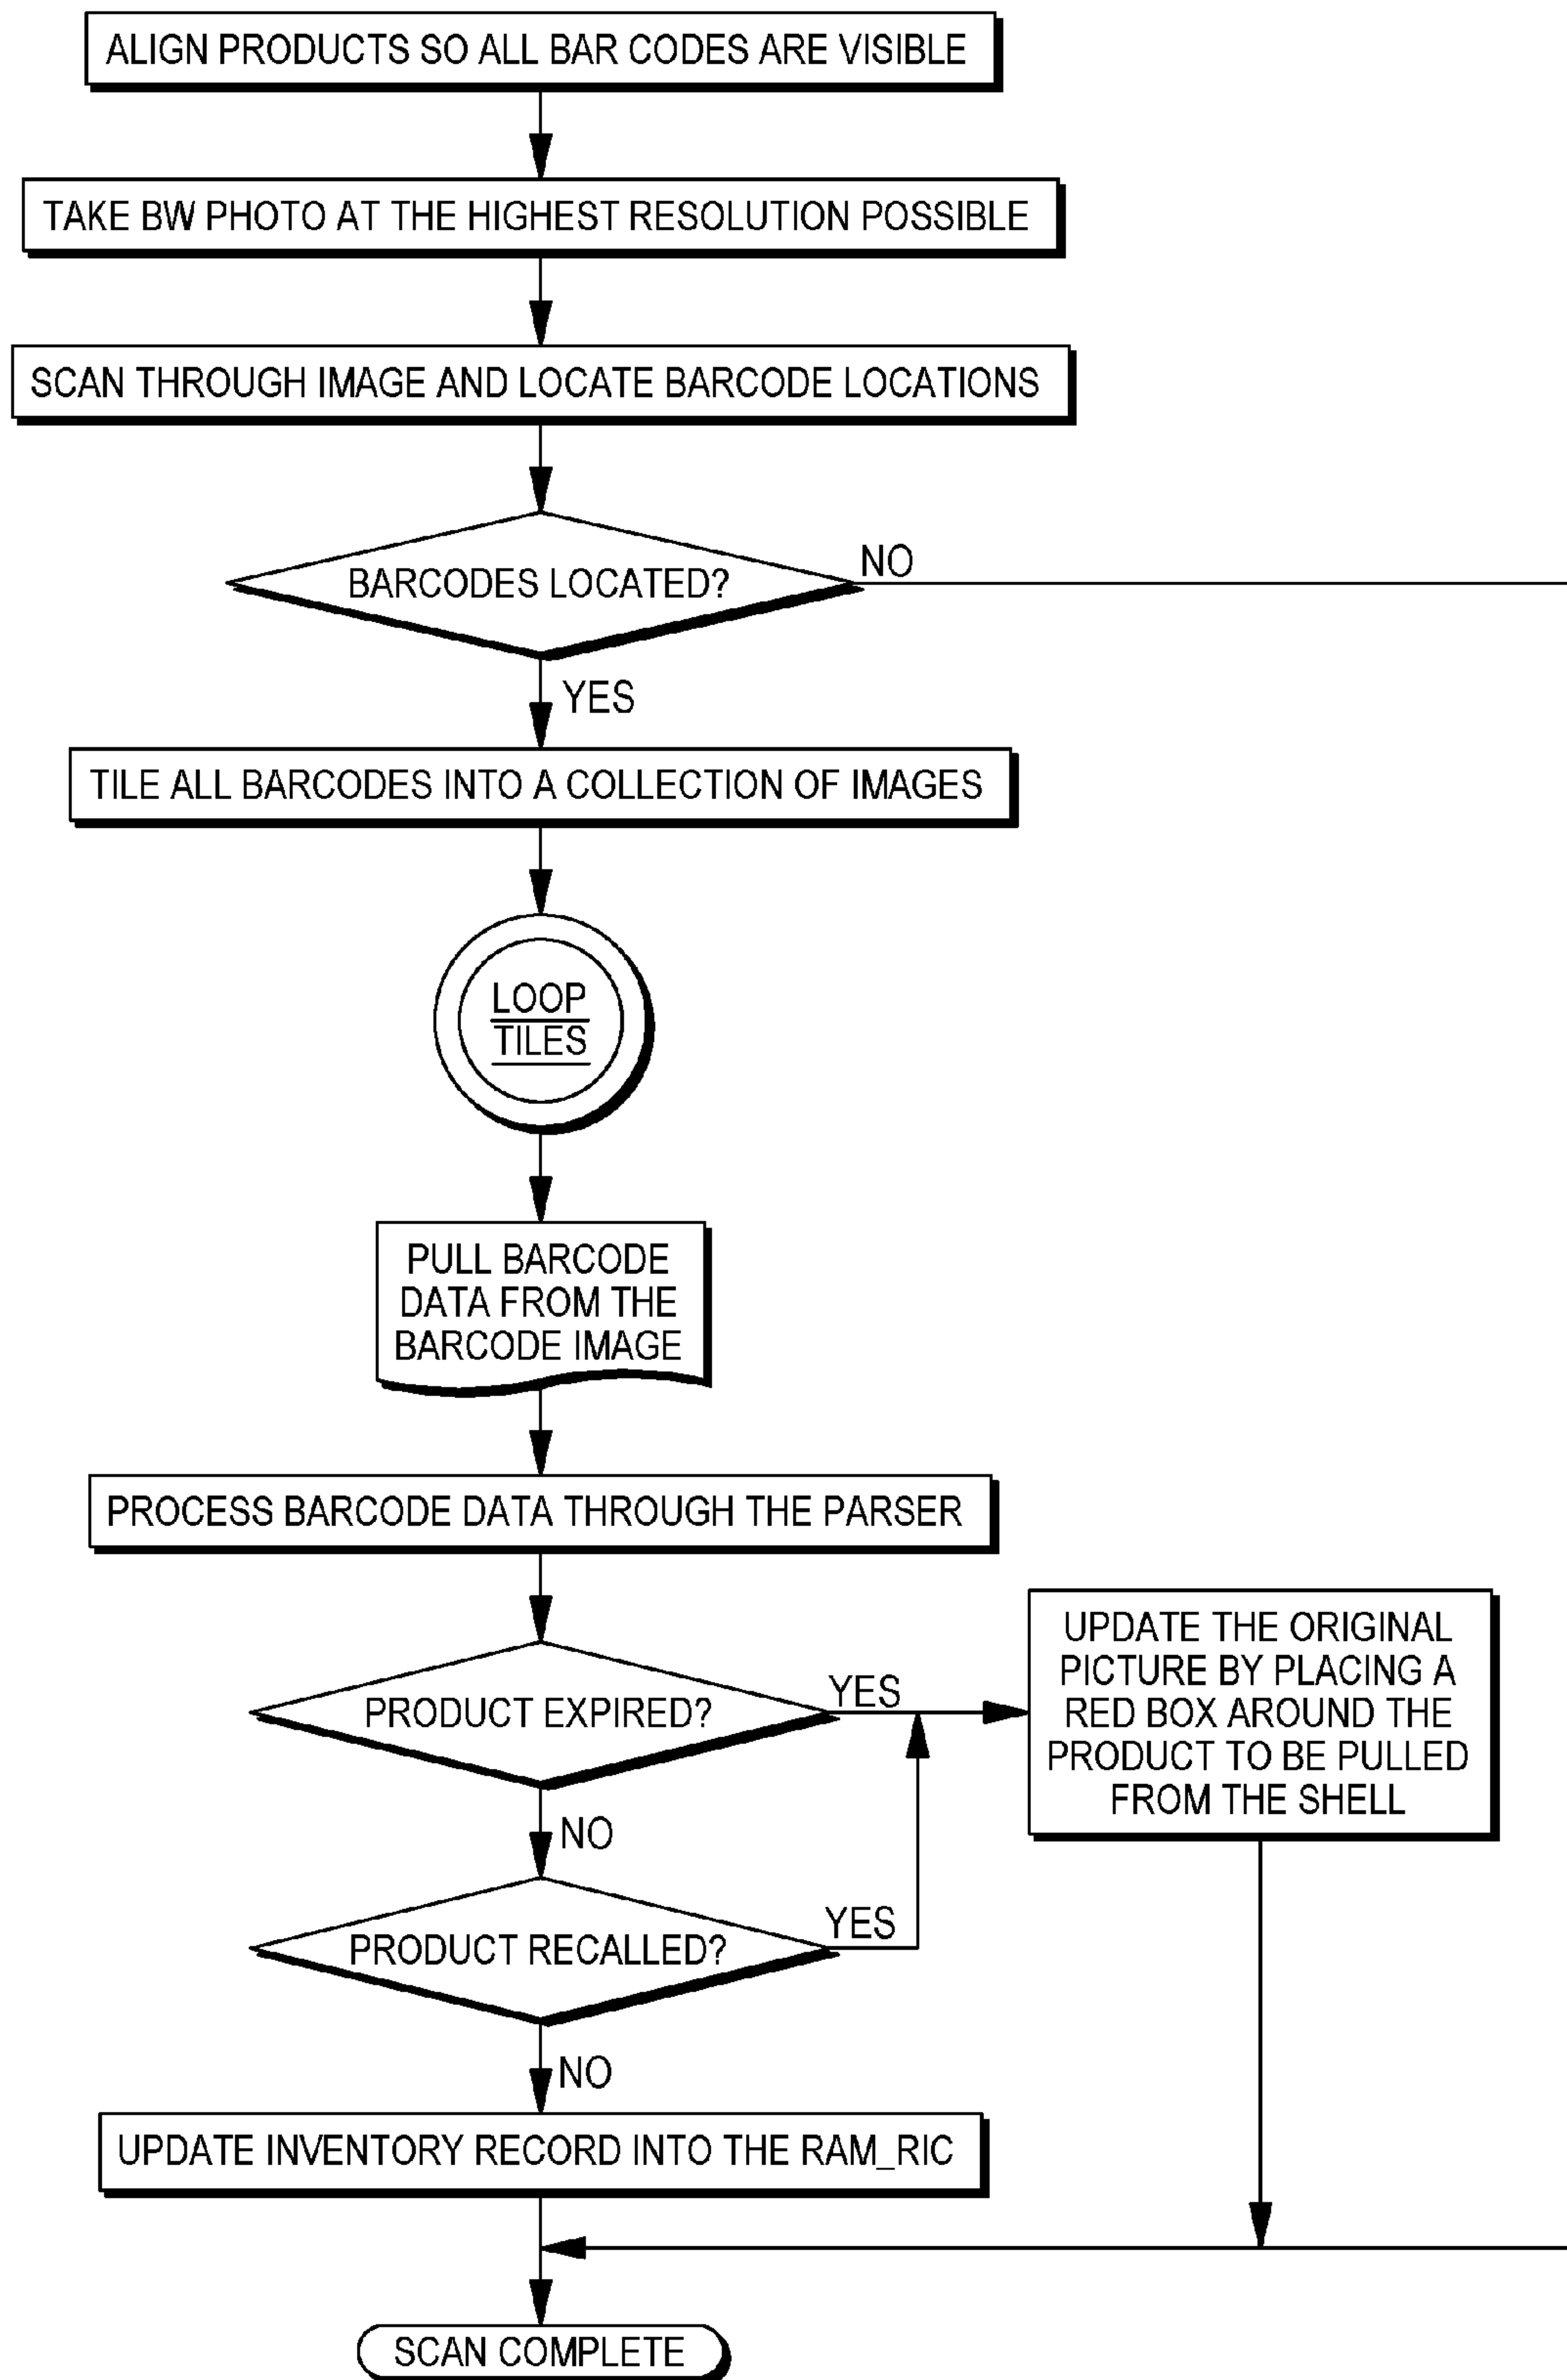 ALIGN PRODUCTS SO ALL BAR CODES ARE VISIBLE
TAKE BW PHOTO AT THE HIGHEST RESOLUTION POSSIBLE
SCAN THROUGH IMAGE AND LOCATE BARCODE LOCATIONS
BARCODES LOCATED?
NO
YES
TILE ALL BARCODES INTO A COLLECTION OF IMAGES
LOOP
TILES
PULL BARCODE
DATA FROM THE
BARCODE IMAGE
PROCESS BARCODE DATA THROUGH THE PARSER
PRODUCT EXPIRED?
YES
UPDATE THE ORIGINAL
PICTURE BY PLACING A
RED BOX AROUND THE
PRODUCT TO BE PULLED
FROM THE SHELL
NO
PRODUCT RECALLED?
YES
NO
UPDATE INVENTORY RECORD INTO THE RAM_RIC
SCAN COMPLETE